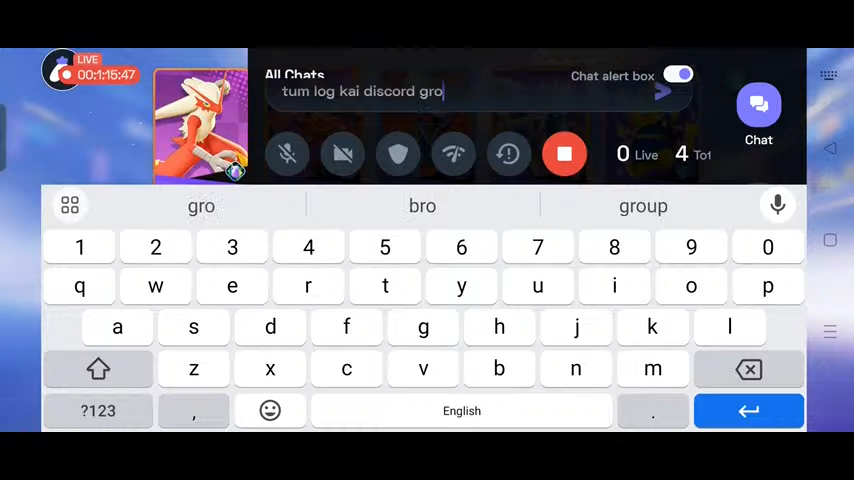 LIVE
00:1:15:47
All Chats
Chat alert box
tum log kai discord gro
Chat
0 Live 4 Tot
gro bro group
1 2 3 4 5 6 7 8 9 0
q w e r t y u i o p
a s d f g h j k l
z x c v b n m
?123 , English .